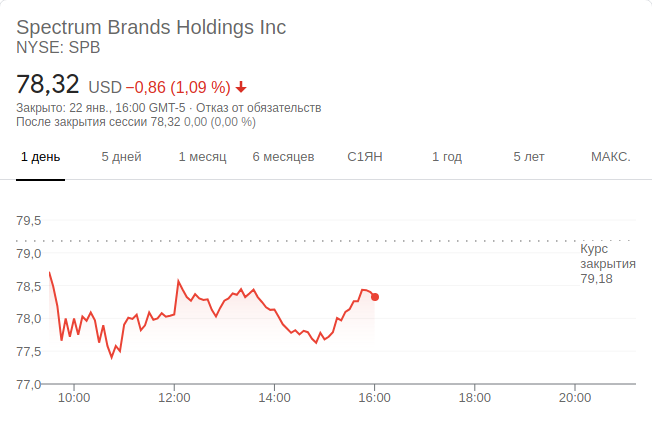 Spectrum Brands Holdings Inc
NYSE: SPB
78,32 USD −0,86 (1,09 %)
Закрыто: 22 янв., 16:00 GMT-5 · Отказ от обязательств
После закрытия сессии 78,32 0,00 (0,00 %)
1 день 5 дней 1 месяц 6 месяцев С1ЯН 1 год 5 лет МАКС.
79,5
Курс
79,0
закрытия
79,18
78,5
78,0
77,5
77,0
10:00 12:00 14:00 16:00 18:00 20:00